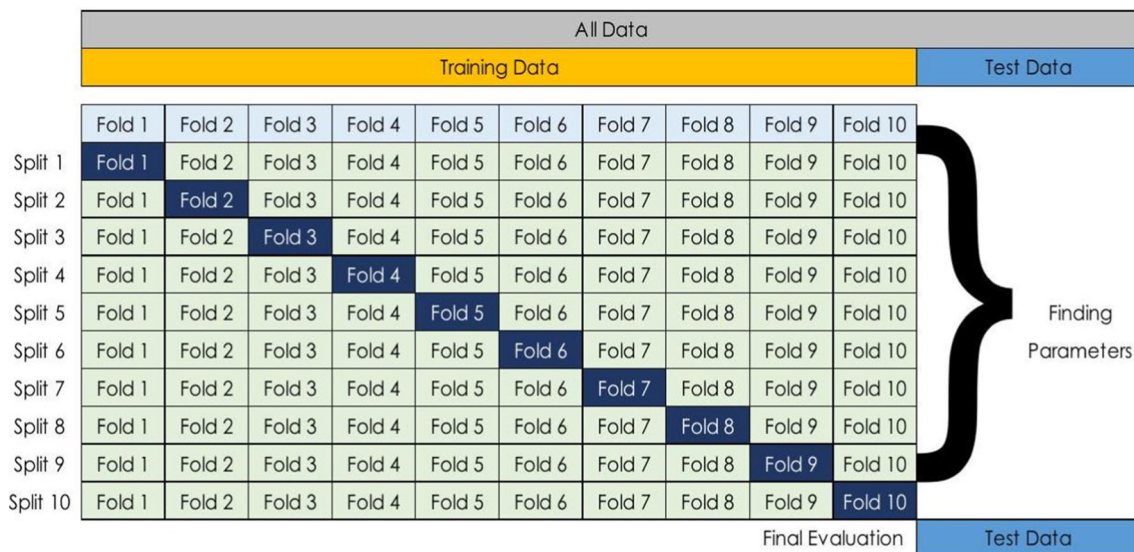 All Data
Training Data Test Data
Fold 1 Fold 2 Fold 3 Fold 4 Fold 5 Fold 6 Fold 7 Fold 8 Fold 9 Fold 10
Split 1 Fold 1 Fold 2 Fold 3 Fold 4 Fold 5 Fold 6 Fold 7 Fold 8 Fold 9 Fold 10
Split 2 Fold 1 Fold 2 Fold 3 Fold 4 Fold 5 Fold 6 Fold 7 Fold 8 Fold 9 Fold 10
Split 3 Fold 1 Fold 2 Fold 3 Fold 4 Fold 5 Fold 6 Fold 7 Fold 8 Fold 9 Fold 10
Split 4 Fold 1 Fold 2 Fold 3 Fold 4 Fold 5 Fold 6 Fold 7 Fold 8 Fold 9 Fold 10
Split 5 Fold 1 Fold 2 Fold 3 Fold 4 Fold 5 Fold 6 Fold 7 Fold 8 Fold 9 Fold 10
Split 6 Fold 1 Fold 2 Fold 3 Fold 4 Fold 5 Fold 6 Fold 7 Fold 8 Fold 9 Fold 10
Split 7 Fold 1 Fold 2 Fold 3 Fold 4 Fold 5 Fold 6 Fold 7 Fold 8 Fold 9 Fold 10
Split 8 Fold 1 Fold 2 Fold 3 Fold 4 Fold 5 Fold 6 Fold 7 Fold 8 Fold 9 Fold 10
Split 9 Fold 1 Fold 2 Fold 3 Fold 4 Fold 5 Fold 6 Fold 7 Fold 8 Fold 9 Fold 10
Split 10 Fold 1 Fold 2 Fold 3 Fold 4 Fold 5 Fold 6 Fold 7 Fold 8 Fold 9 Fold 10
Finding
Parameters
Final Evaluation Test Data